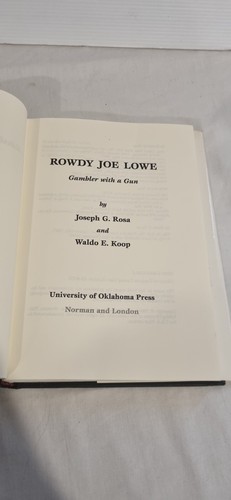 ROWDY JOE LOWE
Gambler with a Gun
by
Joseph G. Rosa
and
Waldo E. Koop
University of Oklahoma Press
Norman and London